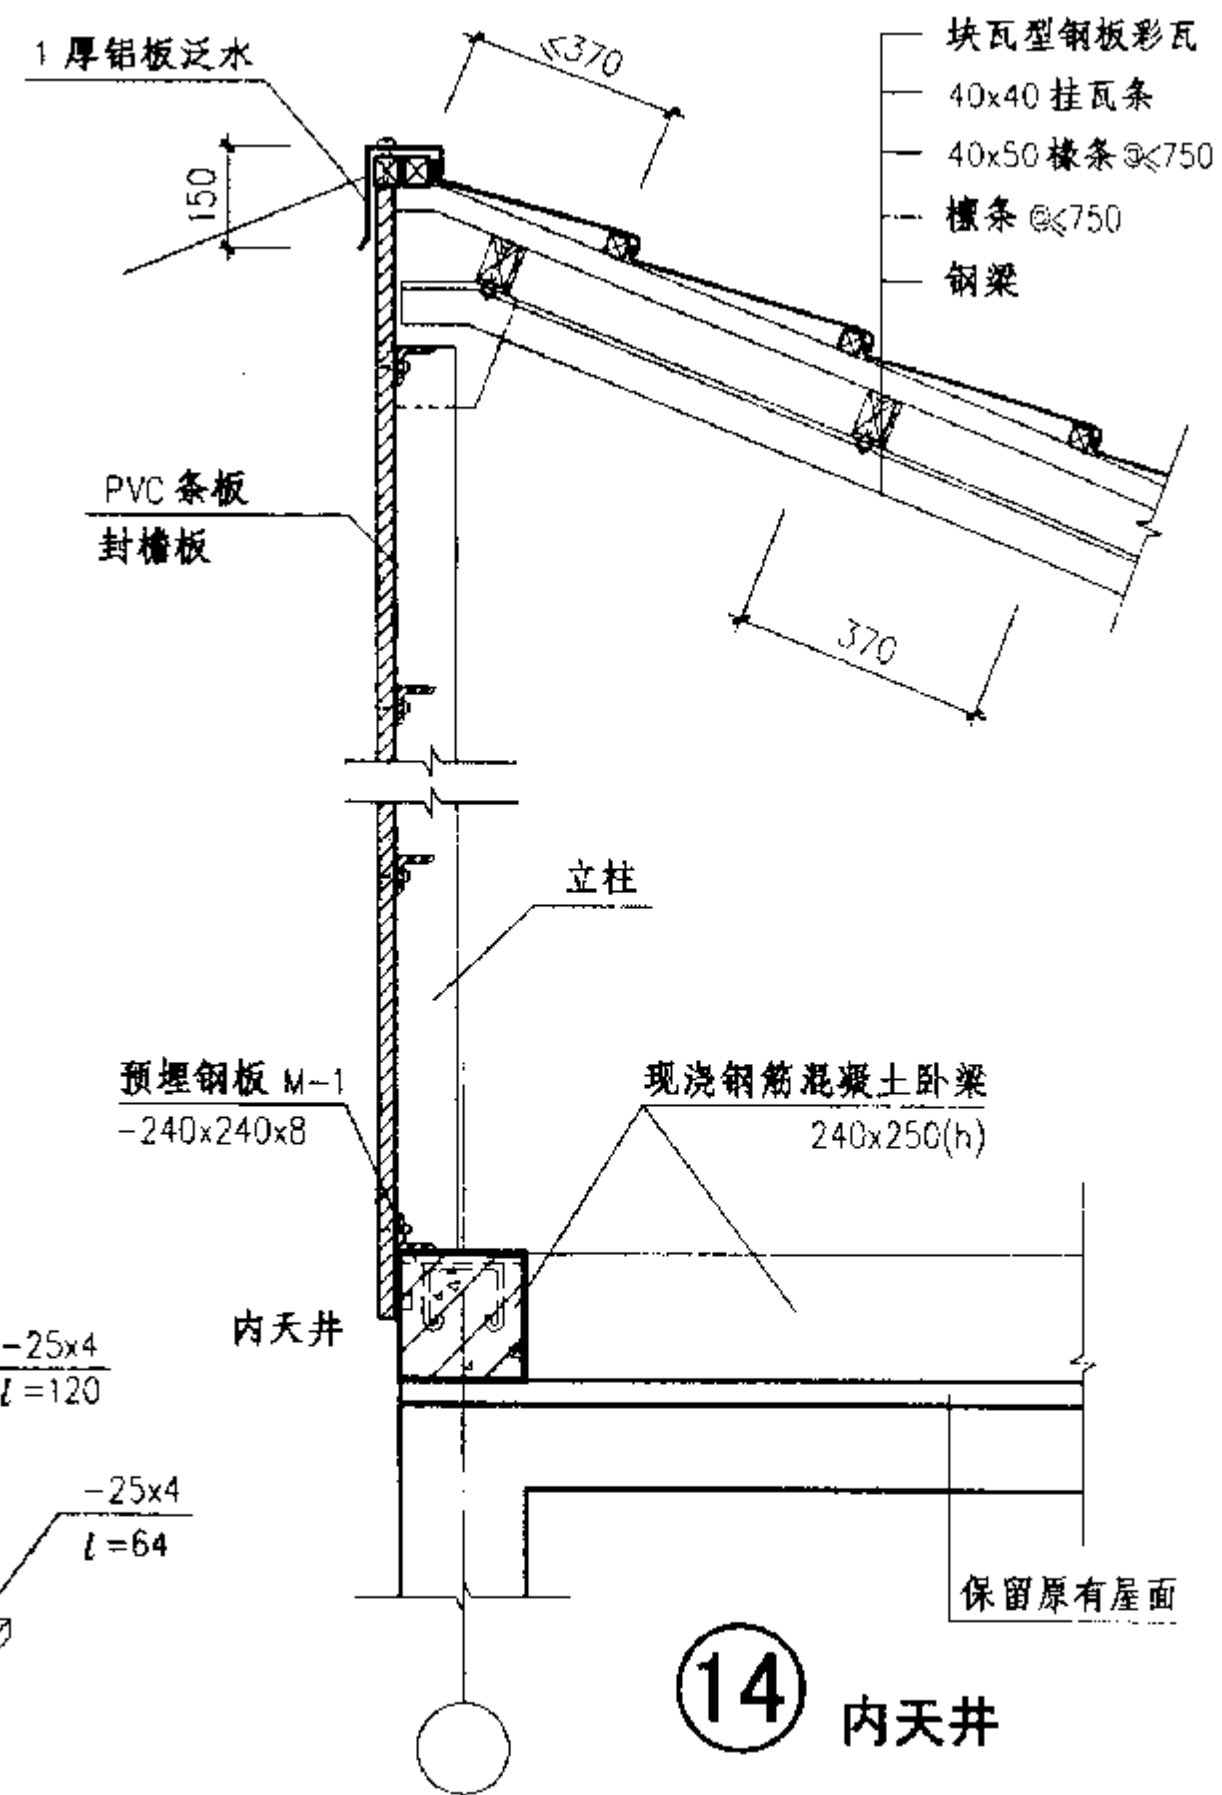 1 厚铝板泛水
≤370
块瓦型钢板彩瓦
40x40 挂瓦条
40x50 椽条 @≤750
檩条 @≤750
钢梁
150
PVC 条板
封檐板
370
立柱
预埋钢板 M-1
-240x240x8
现浇钢筋混凝土卧梁
240x250(h)
内天井
-25x4
l=120
-25x4
l=64
保留原有屋面
14 内天井